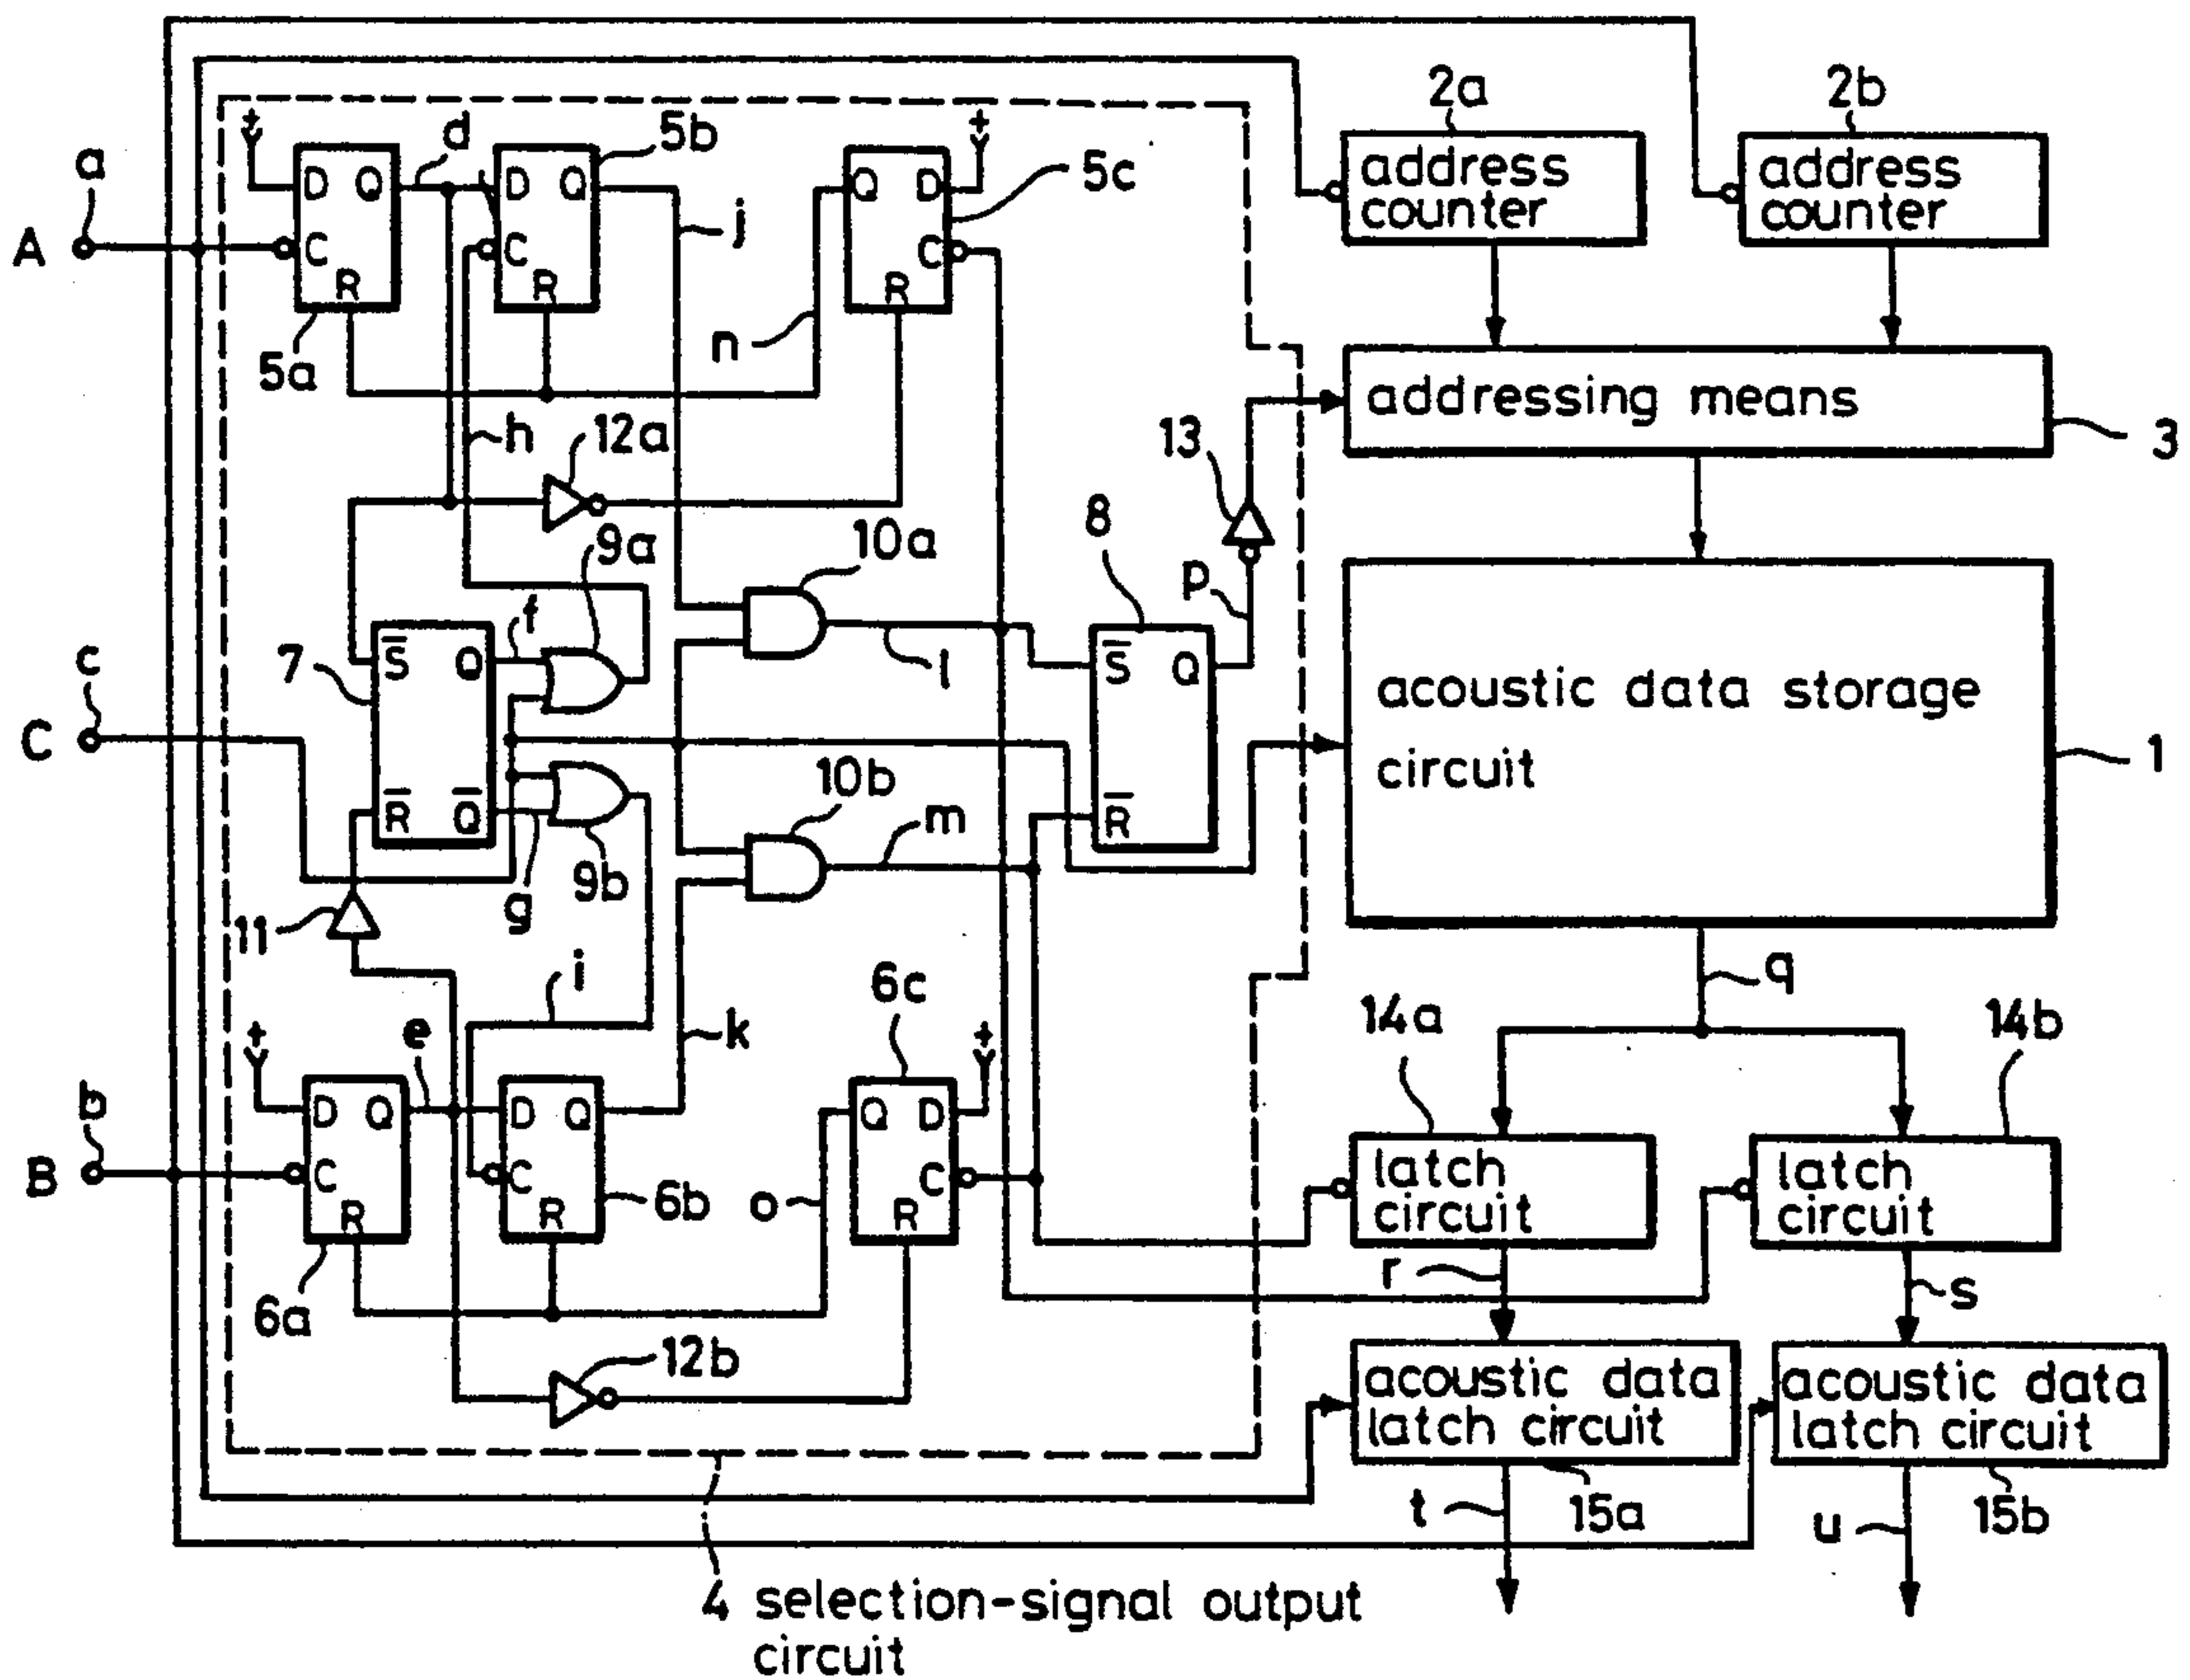 2a
2b
address
counter
address
counter
+
d
5b
+
5c
a
D Q
D Q
Q D
A
C
C
C
R
R
R
j
n
5a
h
12a
addressing means
3
13
9a
10a
8
f
p
c
7
S̅ Q
l
S̅ Q
acoustic data storage
circuit
C
1
10b
R̅ Q̅
m
R̅
g
9b
11
i
q
6c
14a
14b
+
e
k
+
b
D Q
D Q
Q D
latch
circuit
latch
circuit
B
C
C
C
R
R
R
6b
o
r
s
6a
12b
acoustic data
latch circuit
acoustic data
latch circuit
t
15a
u
15b
4 selection-signal output
circuit